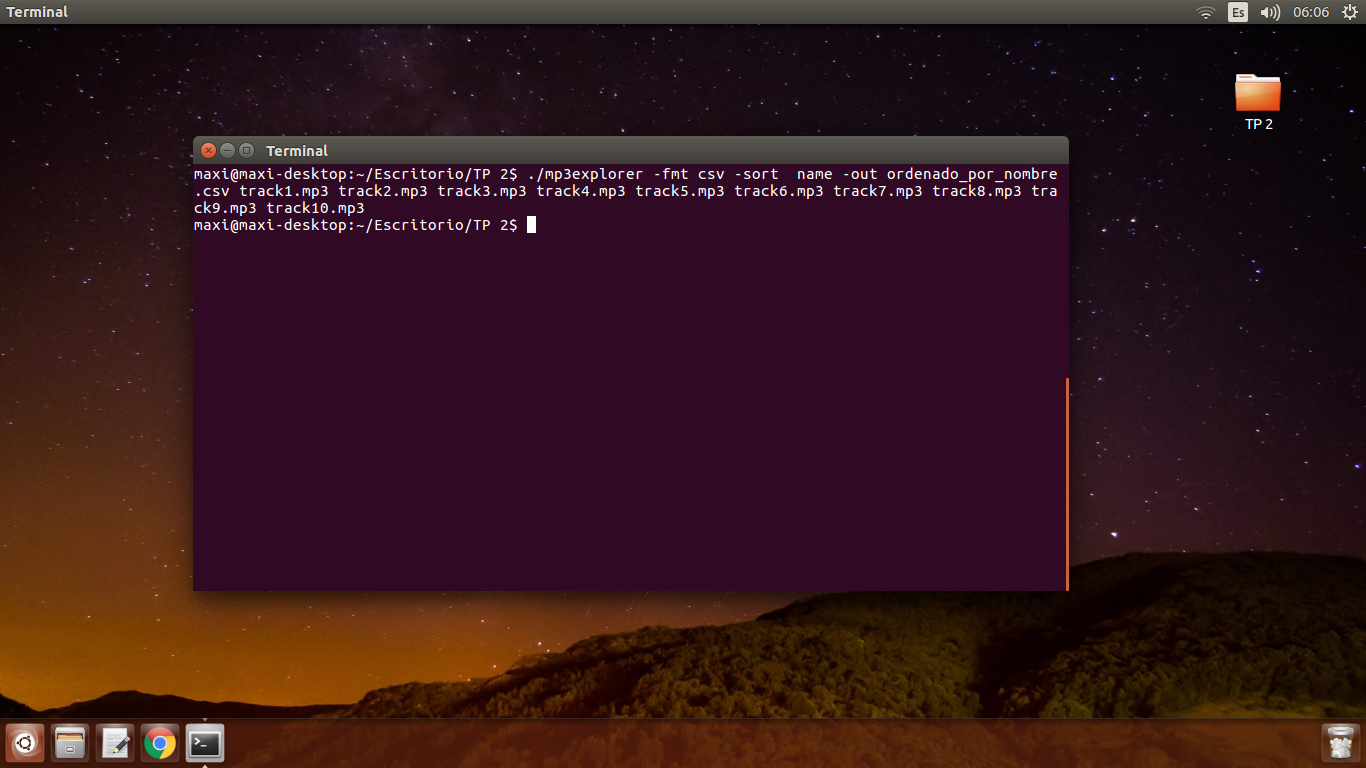 Terminal
Es
06:06
TP 2
Terminal
maxi@maxi-desktop:~/Escritorio/TP 2$ ./mp3explorer -fmt csv -sort  name -out ordenado_por_nombre
.csv track1.mp3 track2.mp3 track3.mp3 track4.mp3 track5.mp3 track6.mp3 track7.mp3 track8.mp3 tra
ck9.mp3 track10.mp3
maxi@maxi-desktop:~/Escritorio/TP 2$